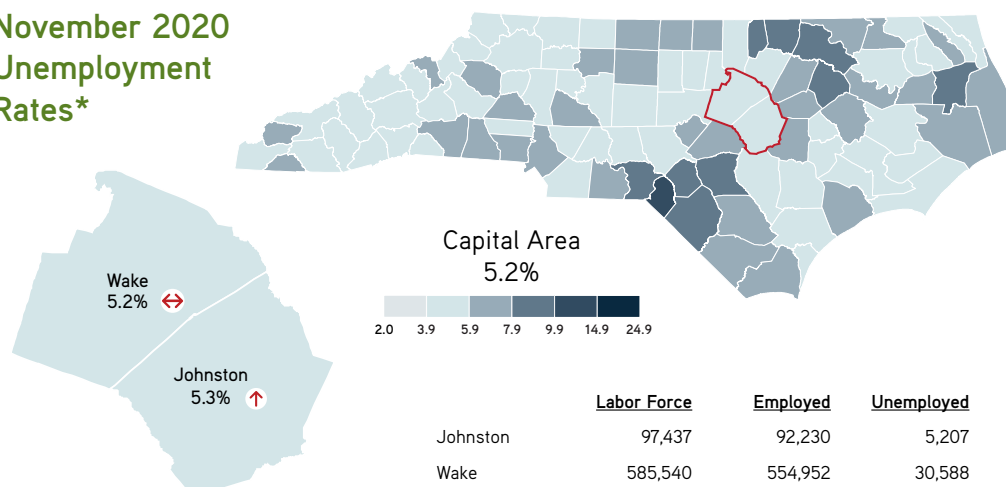 November 2020
Unemployment
Rates*
Capital Area
5.2%
2.0 3.9 5.9 7.9 9.9 14.9 24.9
Wake
5.2%
Johnston
5.3%
Labor Force Employed Unemployed
Johnston 97,437 92,230 5,207
Wake 585,540 554,952 30,588